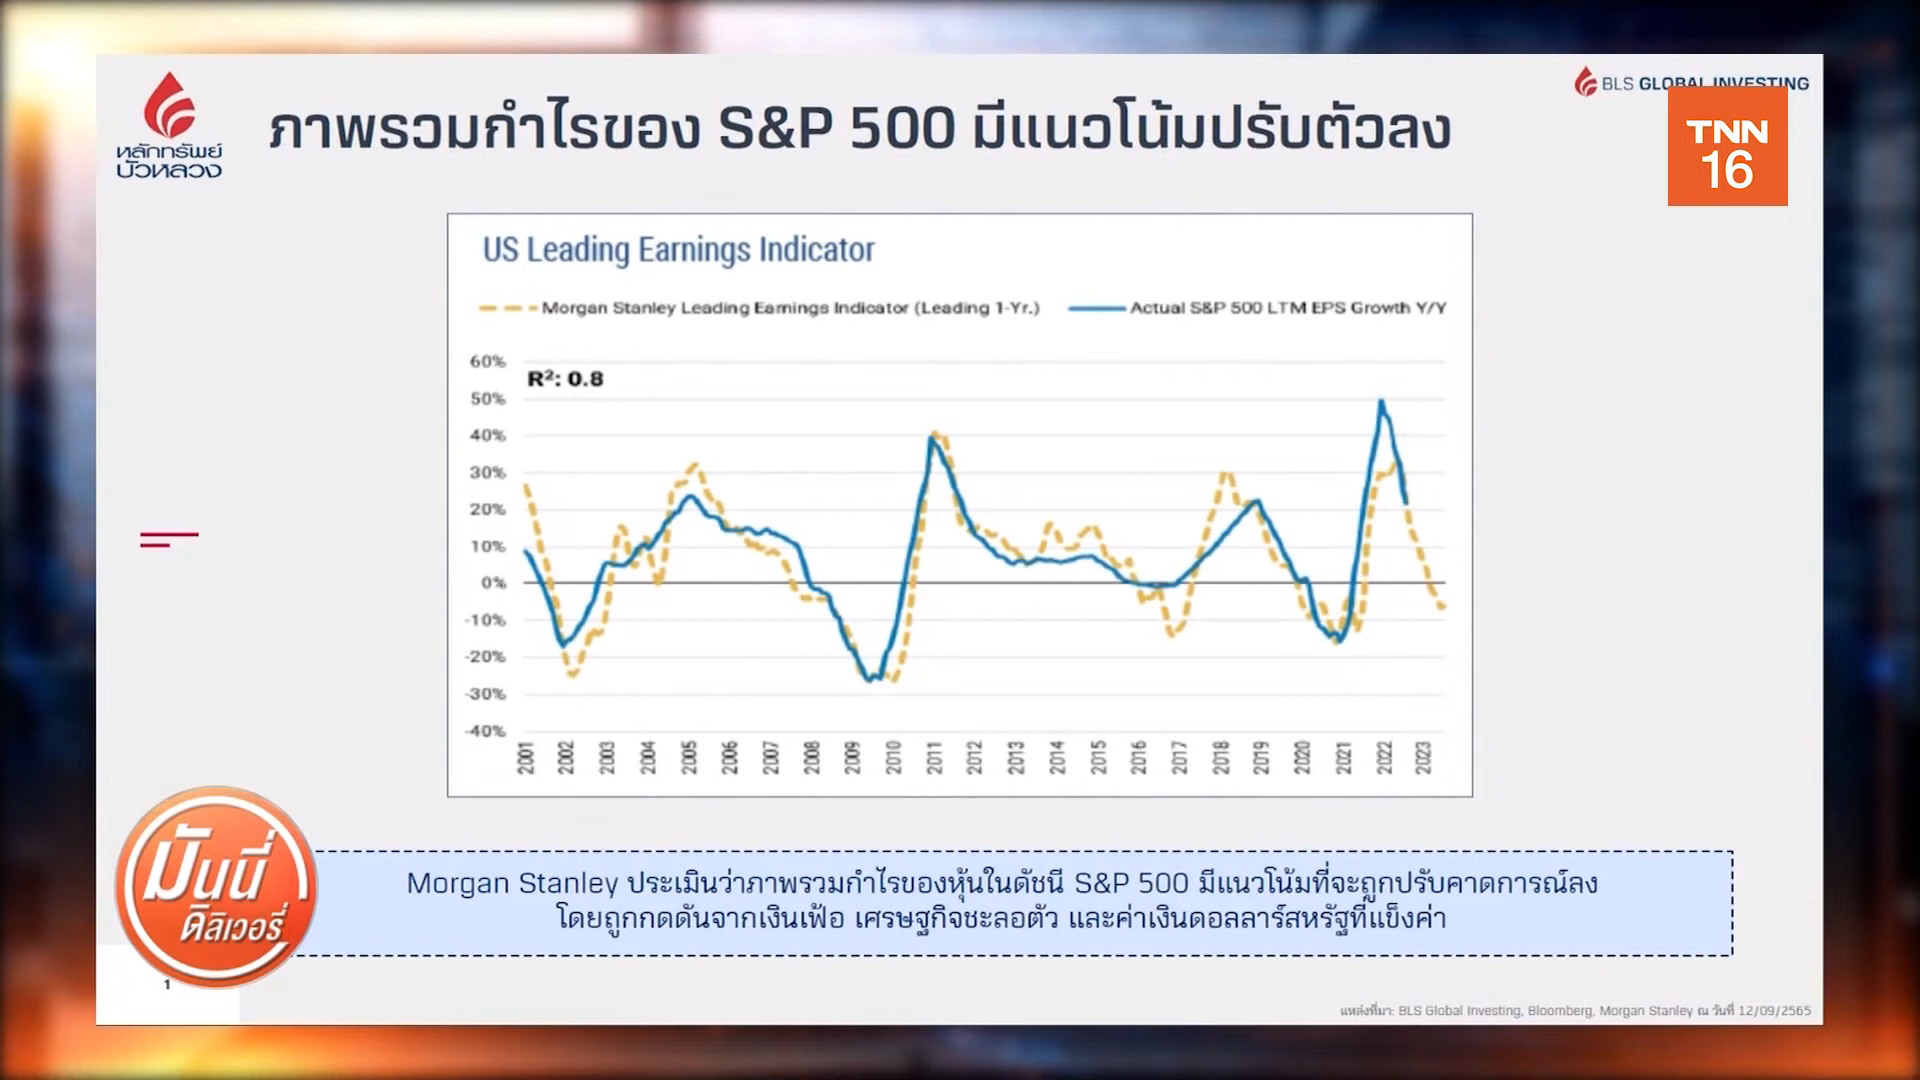 หลักทรัพย์
บัวหลวง
ภาพรวมกำไรของ S&P 500 มีแนวโน้มปรับตัวลง
BLS GLOBAL INVESTING
TNN
16
US Leading Earnings Indicator
Morgan Stanley Leading Earnings Indicator (Leading 1-Yr.)
Actual S&P 500 LTM EPS Growth Y/Y
R²: 0.8
60%
50%
40%
30%
20%
10%
0%
-10%
-20%
-30%
-40%
2001 2002 2003 2004 2005 2006 2007 2008 2009 2010 2011 2012 2013 2014 2015 2016 2017 2018 2019 2020 2021 2022 2023
มันนี่
ดิลิเวอรี่
Morgan Stanley ประเมินว่าภาพรวมกำไรของหุ้นในดัชนี S&P 500 มีแนวโน้มที่จะถูกปรับคาดการณ์ลง
โดยถูกกดดันจากเงินเฟ้อ เศรษฐกิจชะลอตัว และค่าเงินดอลลาร์สหรัฐที่แข็งค่า
1
แหล่งที่มา: BLS Global Investing, Bloomberg, Morgan Stanley ณ วันที่ 12/09/2565